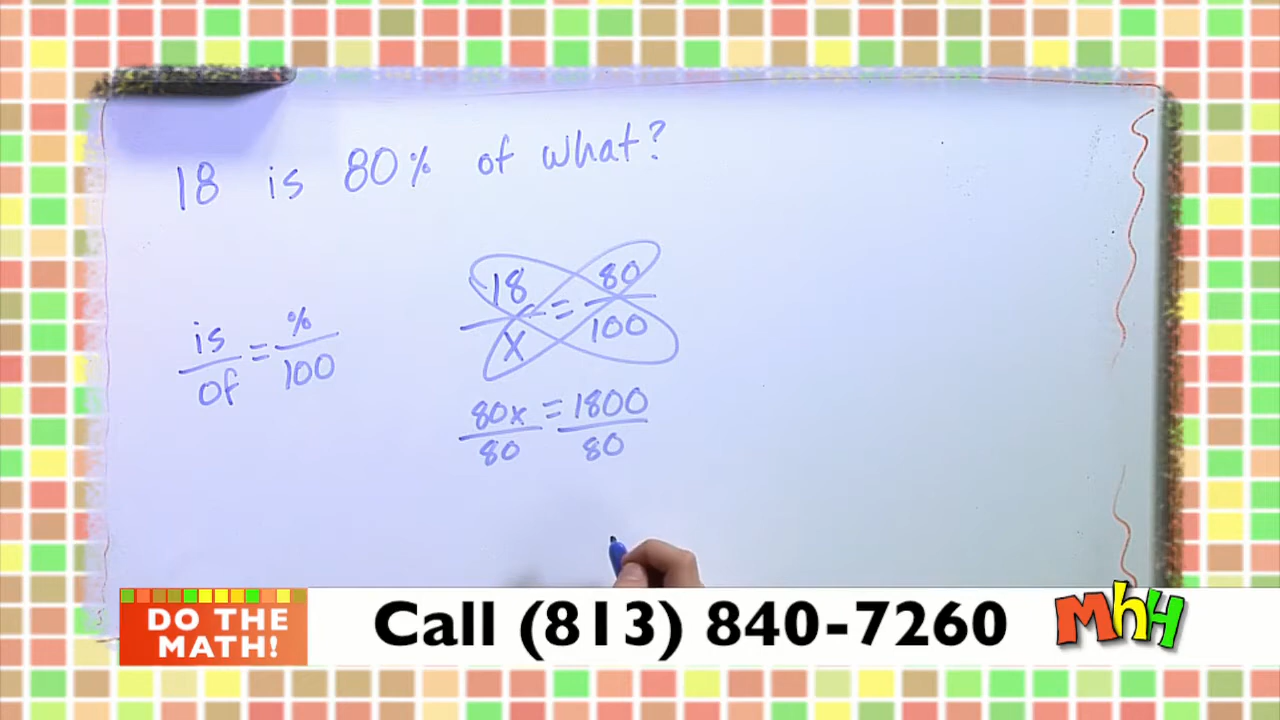 18 is 80% of what?
is/of = %/100
18/x = 80/100
80x/80 = 1800/80
DO THE
MATH!
Call (813) 840-7260
Mh4